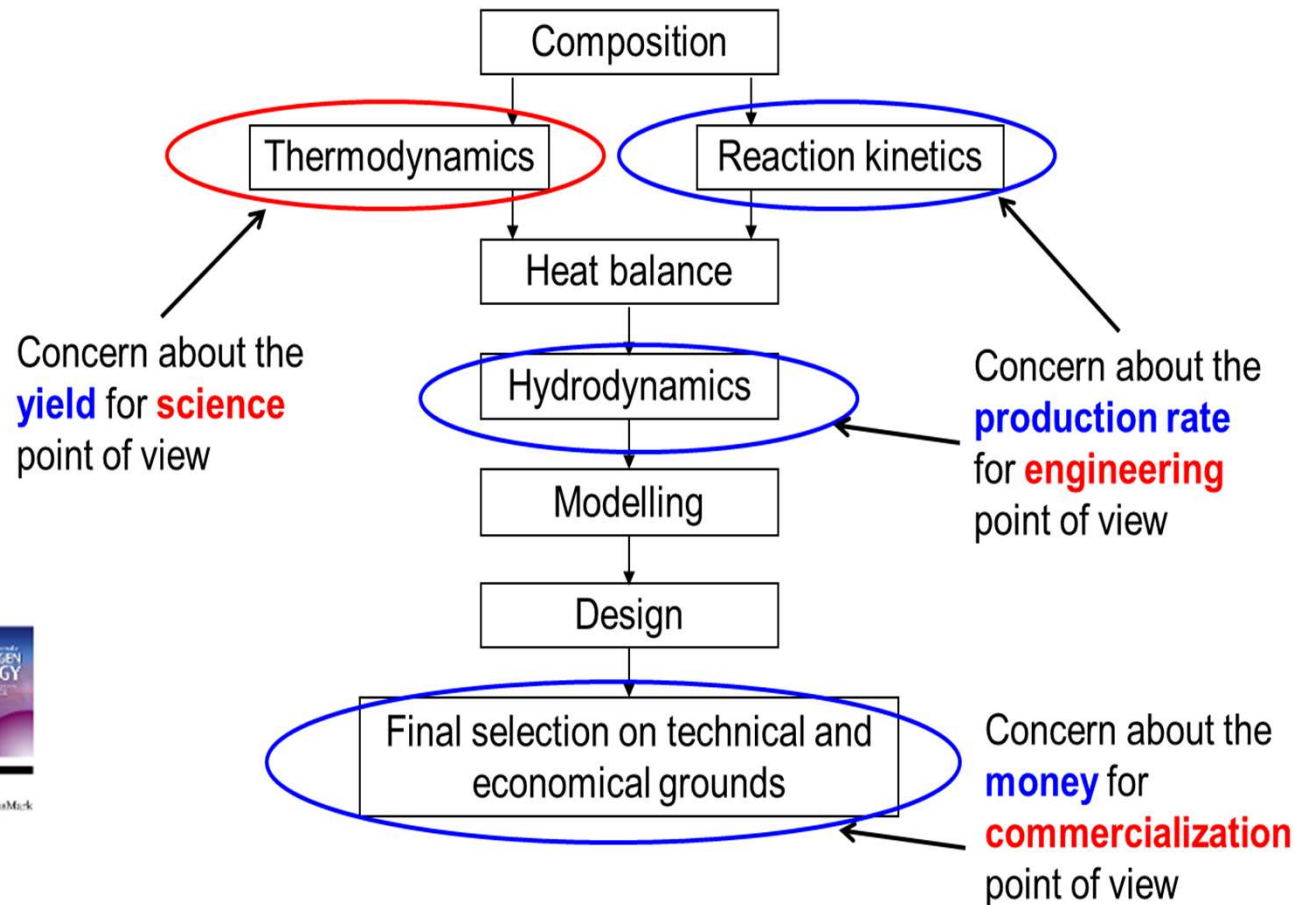 Composition
Thermodynamics
Reaction kinetics
Heat balance
Concern about the
yield for science
point of view
Hydrodynamics
Concern about the
production rate
for engineering
point of view
Modelling
Design
GEN
GY
Final selection on technical and
economical grounds
Concern about the
money for
commercialization
point of view